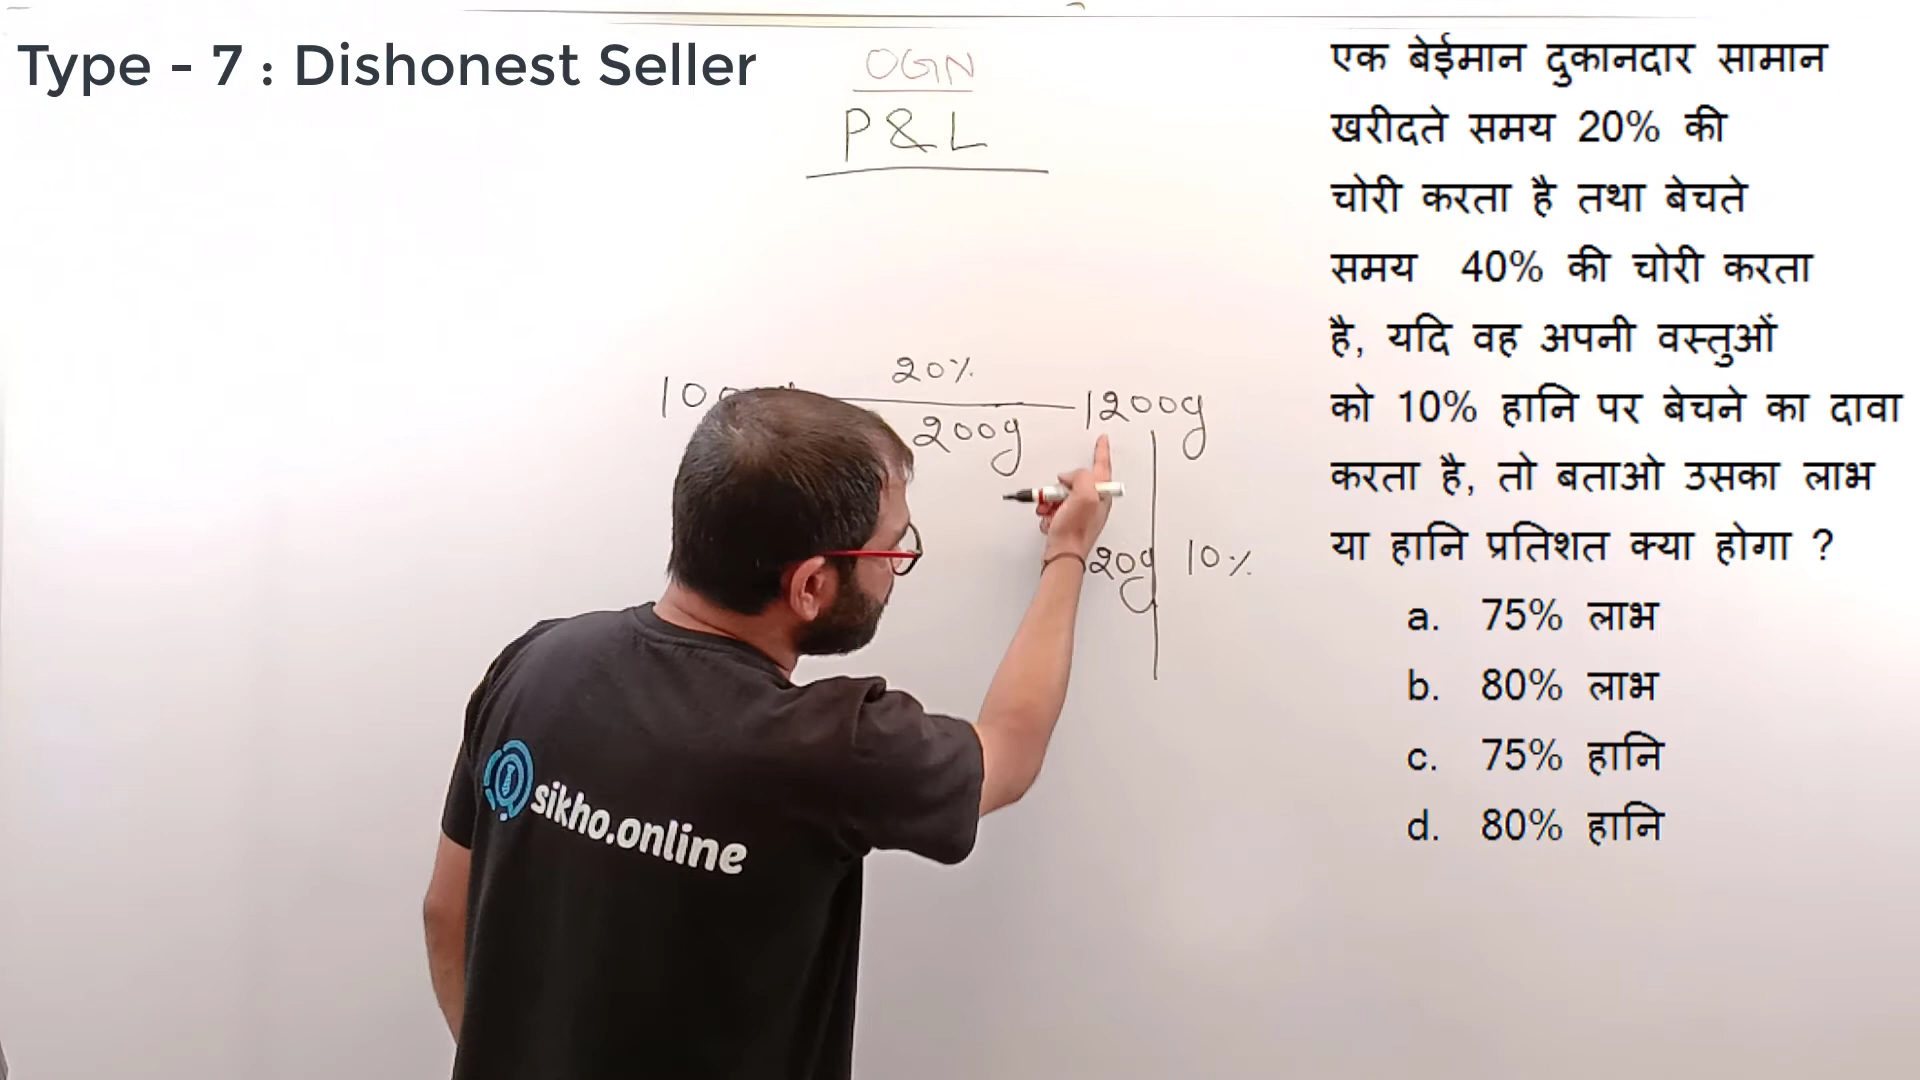 Type - 7 : Dishonest Seller
OGN
P & L
एक बेईमान दुकानदार सामान
खरीदते समय 20% की
चोरी करता है तथा बेचते
समय 40% की चोरी करता
है, यदि वह अपनी वस्तुओं
को 10% हानि पर बेचने का दावा
करता है, तो बताओ उसका लाभ
या हानि प्रतिशत क्या होगा ?
a. 75% लाभ
b. 80% लाभ
c. 75% हानि
d. 80% हानि
20%
1200g
200g
20g 10%
sikho.online